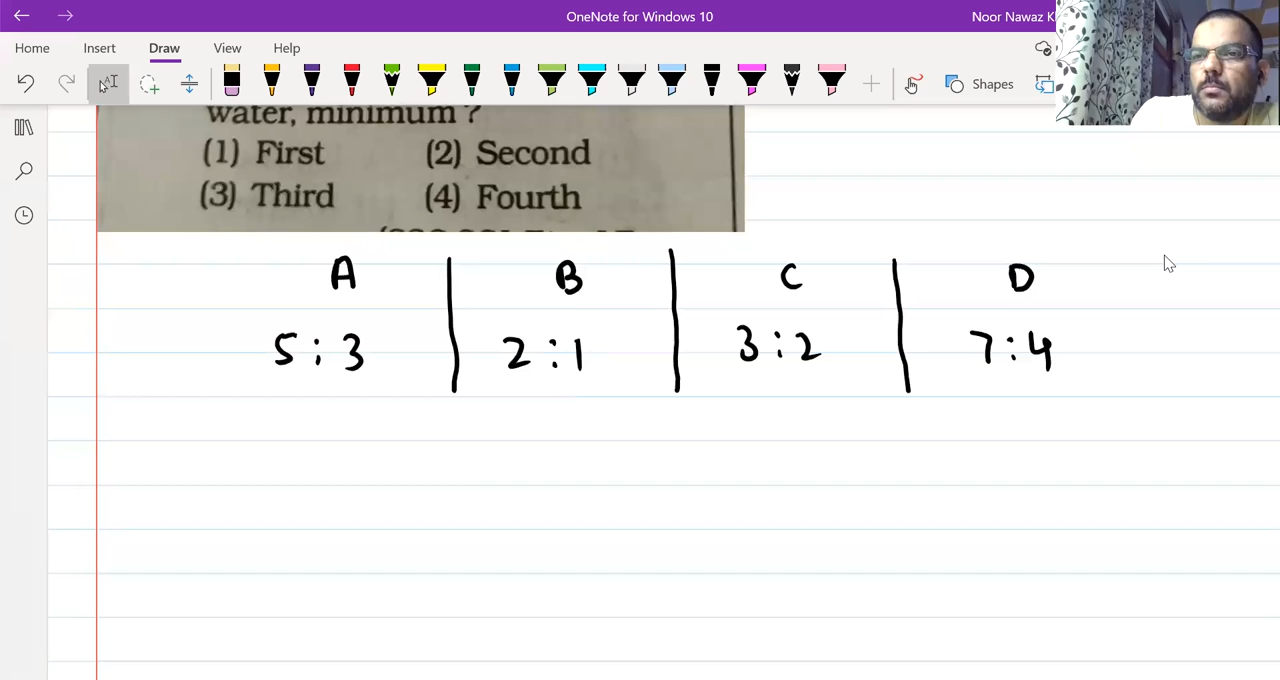 OneNote for Windows 10
Noor Nawaz K
Home Insert Draw View Help
Shapes
water, minimum ?
(1) First (2) Second
(3) Third (4) Fourth
A B C D
5:3 2:1 3:2 7:4